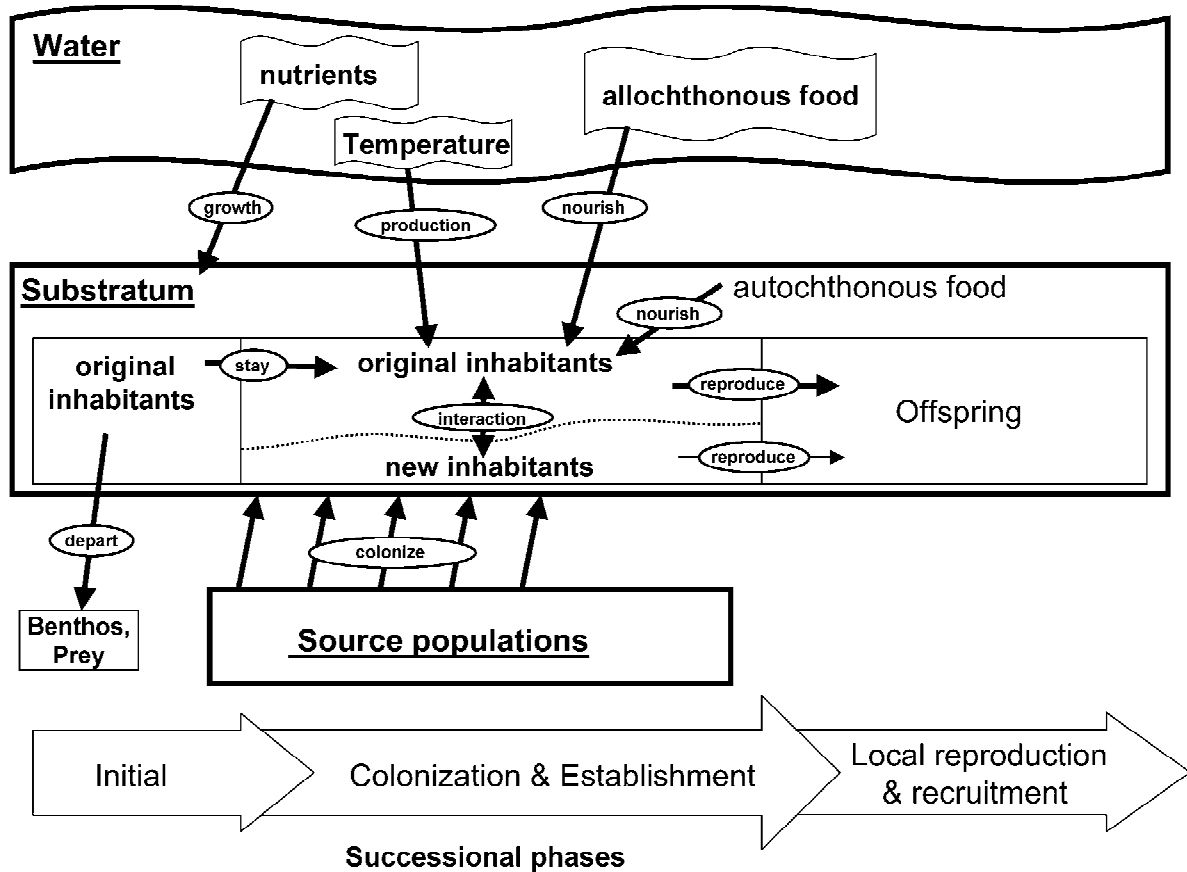 Water
nutrients
allochthonous food
Temperature
growth
production
nourish
Substratum
autochthonous food
nourish
original
inhabitants
stay
original inhabitants
reproduce
Offspring
interaction
new inhabitants
reproduce
depart
colonize
Benthos,
Prey
Source populations
Initial
Colonization & Establishment
Local reproduction
& recruitment
Successional phases